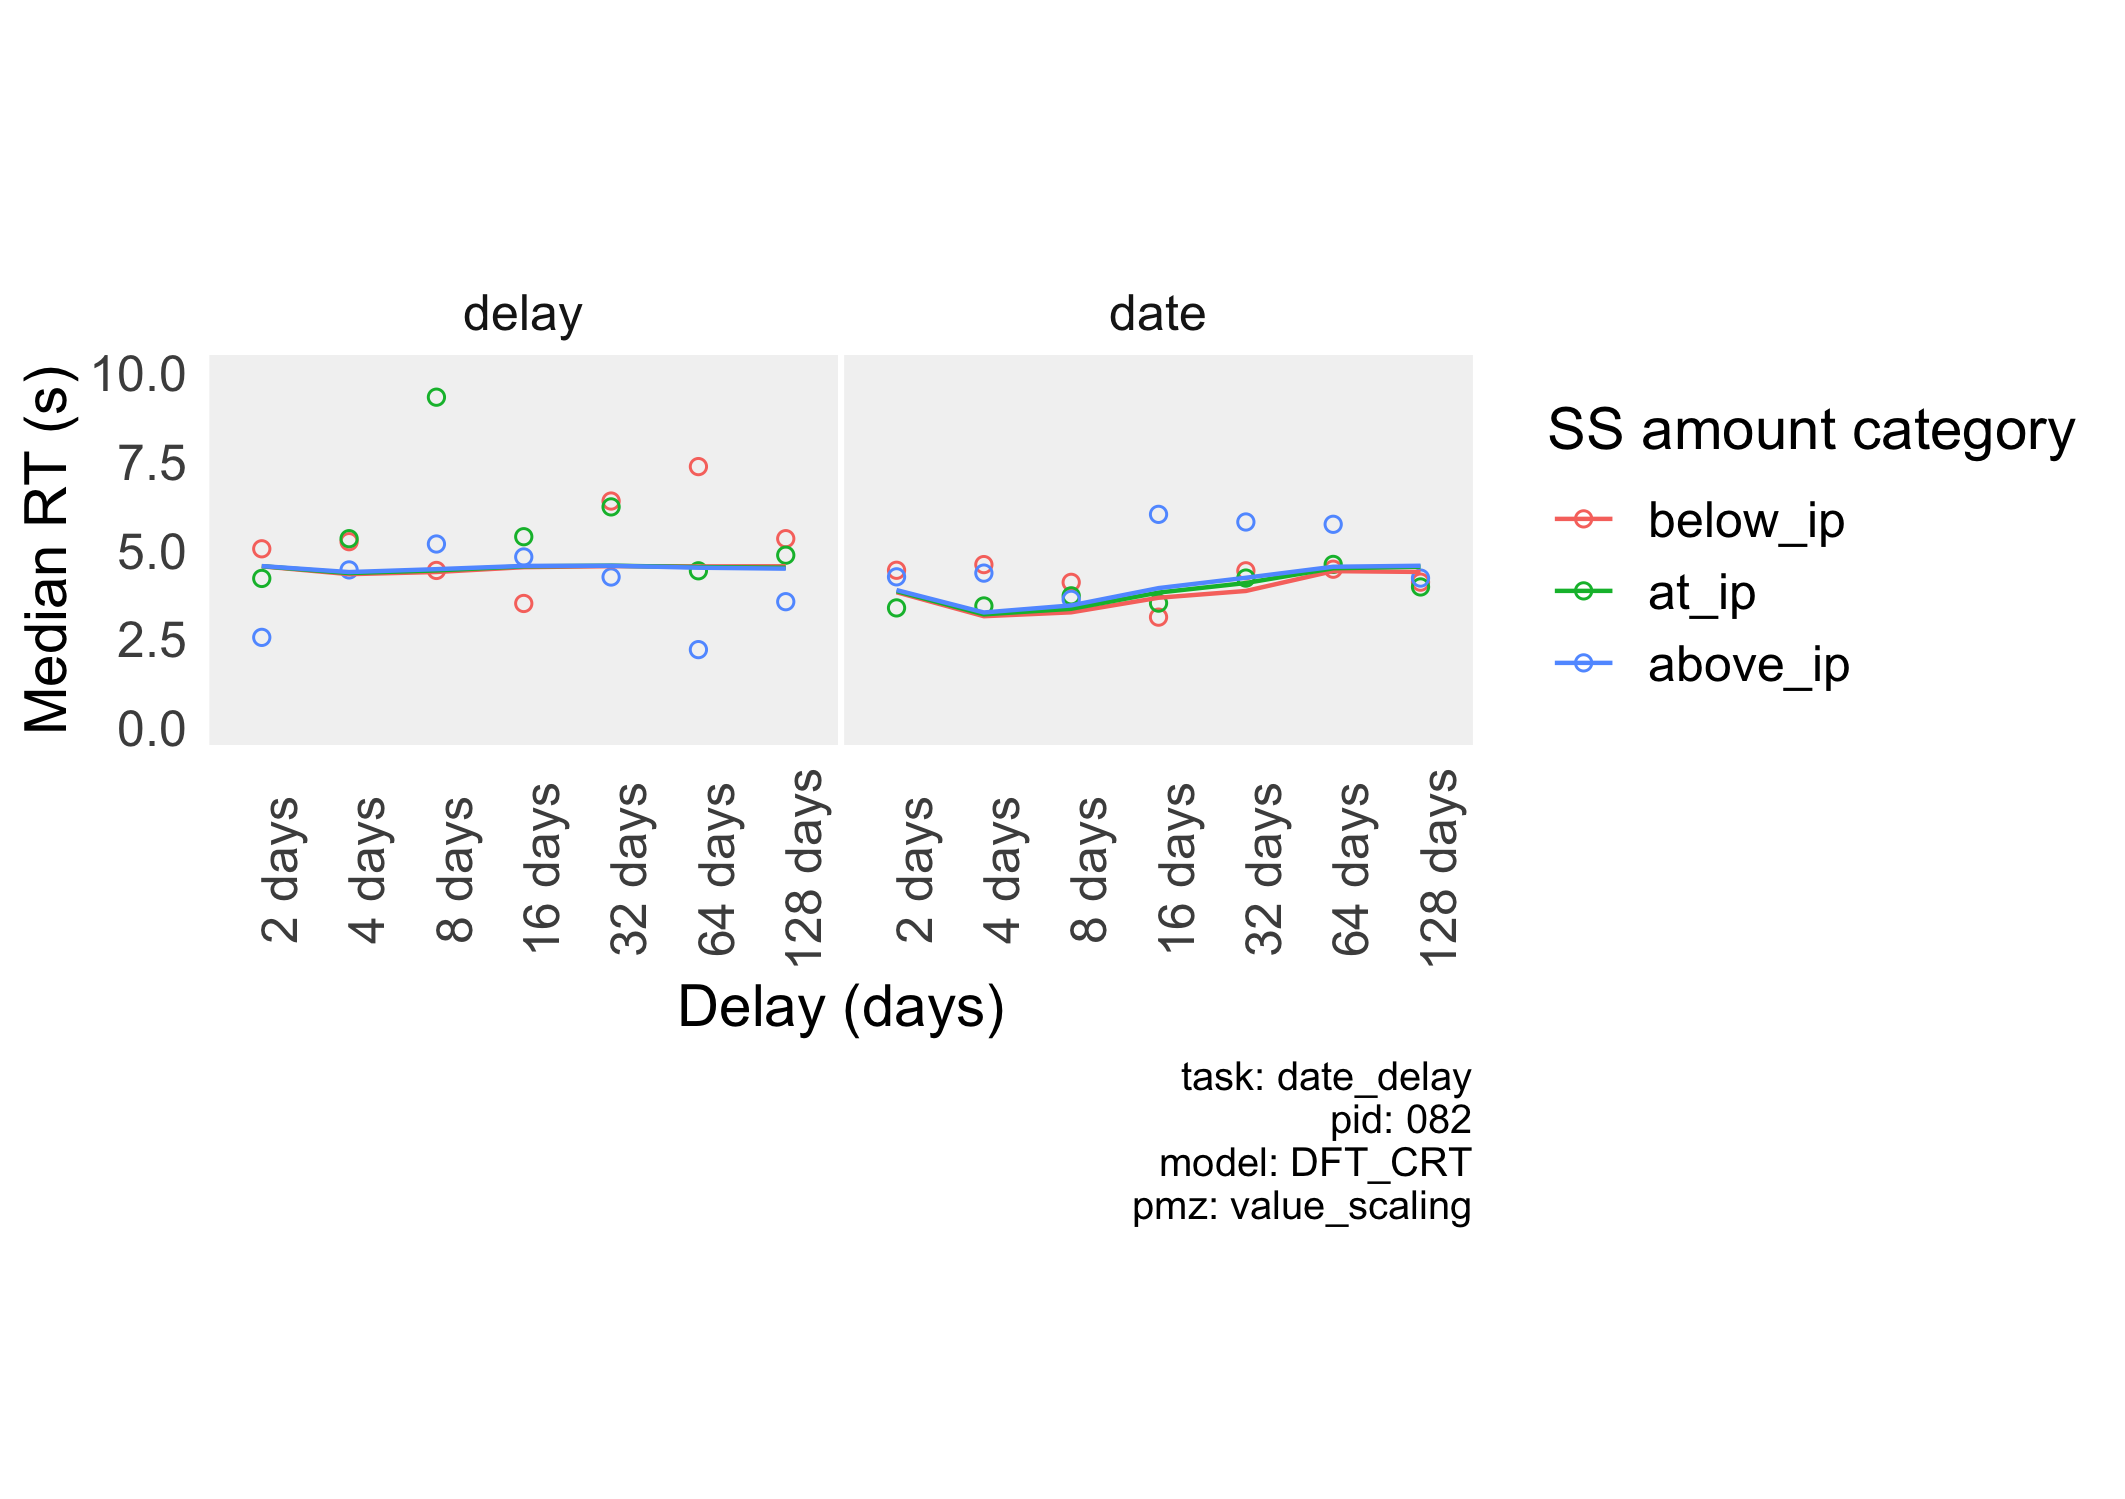 delay
date
Median RT (s)
10.0
7.5
5.0
2.5
0.0
2 days
4 days
8 days
16 days
32 days
64 days
128 days
2 days
4 days
8 days
16 days
32 days
64 days
128 days
Delay (days)
SS amount category
below_ip
at_ip
above_ip
task: date_delay
pid: 082
model: DFT_CRT
pmz: value_scaling